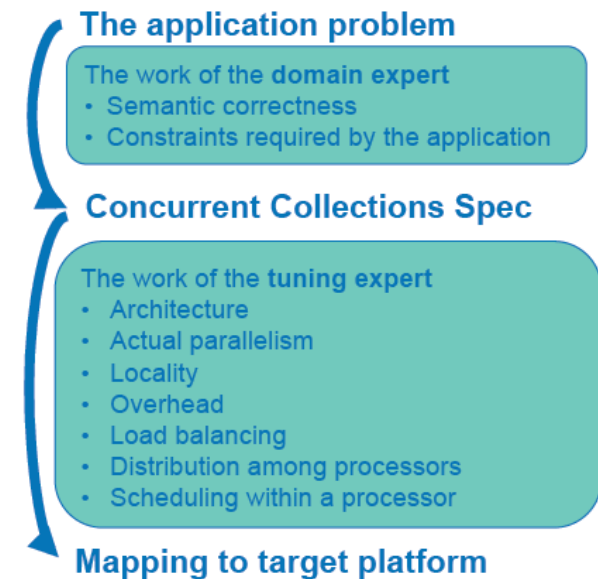 The application problem
The work of the domain expert
• Semantic correctness
• Constraints required by the application
Concurrent Collections Spec
The work of the tuning expert
• Architecture
• Actual parallelism
• Locality
• Overhead
• Load balancing
• Distribution among processors
• Scheduling within a processor
Mapping to target platform